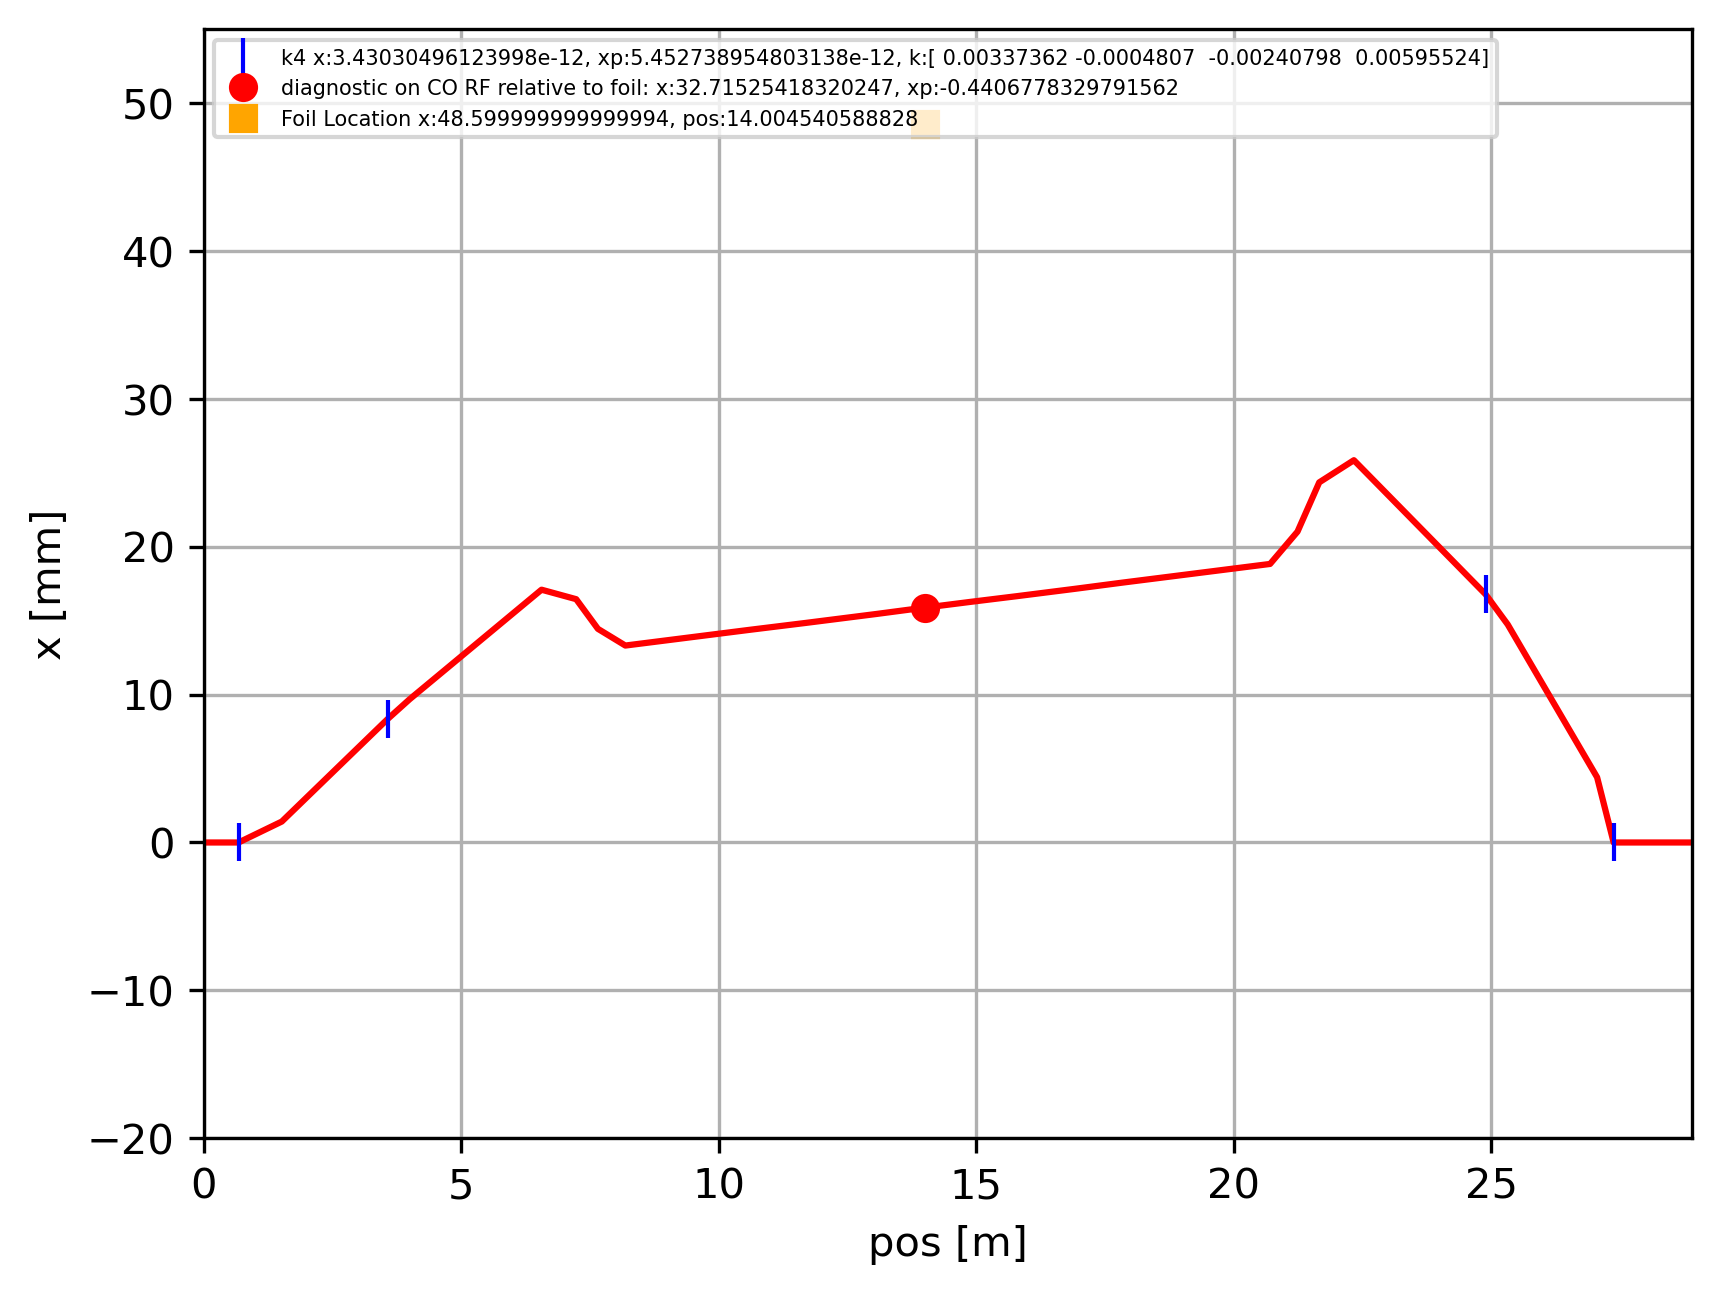 k4 x:3.43030496123998e-12, xp:5.452738954803138e-12, k:[ 0.00337362 -0.0004807  -0.00240798  0.00595524]
diagnostic on CO RF relative to foil: x:32.71525418320247, xp:-0.4406778329791562
Foil Location x:48.599999999999994, pos:14.004540588828
50
40
30
20
10
0
−10
−20
x [mm]
0 5 10 15 20 25
pos [m]